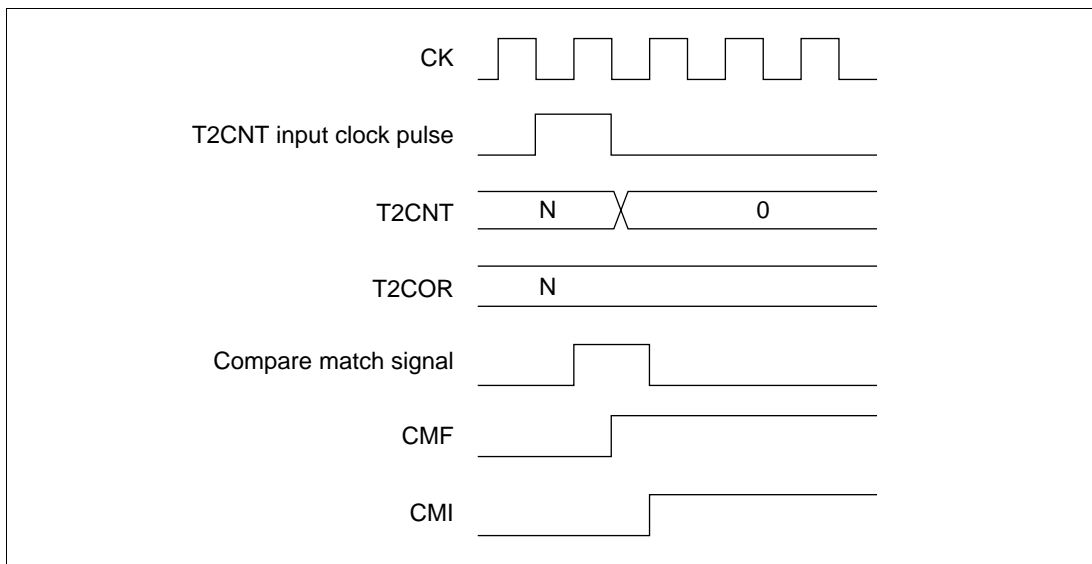 CK
T2CNT input clock pulse
T2CNT N 0
T2COR N
Compare match signal
CMF
CMI